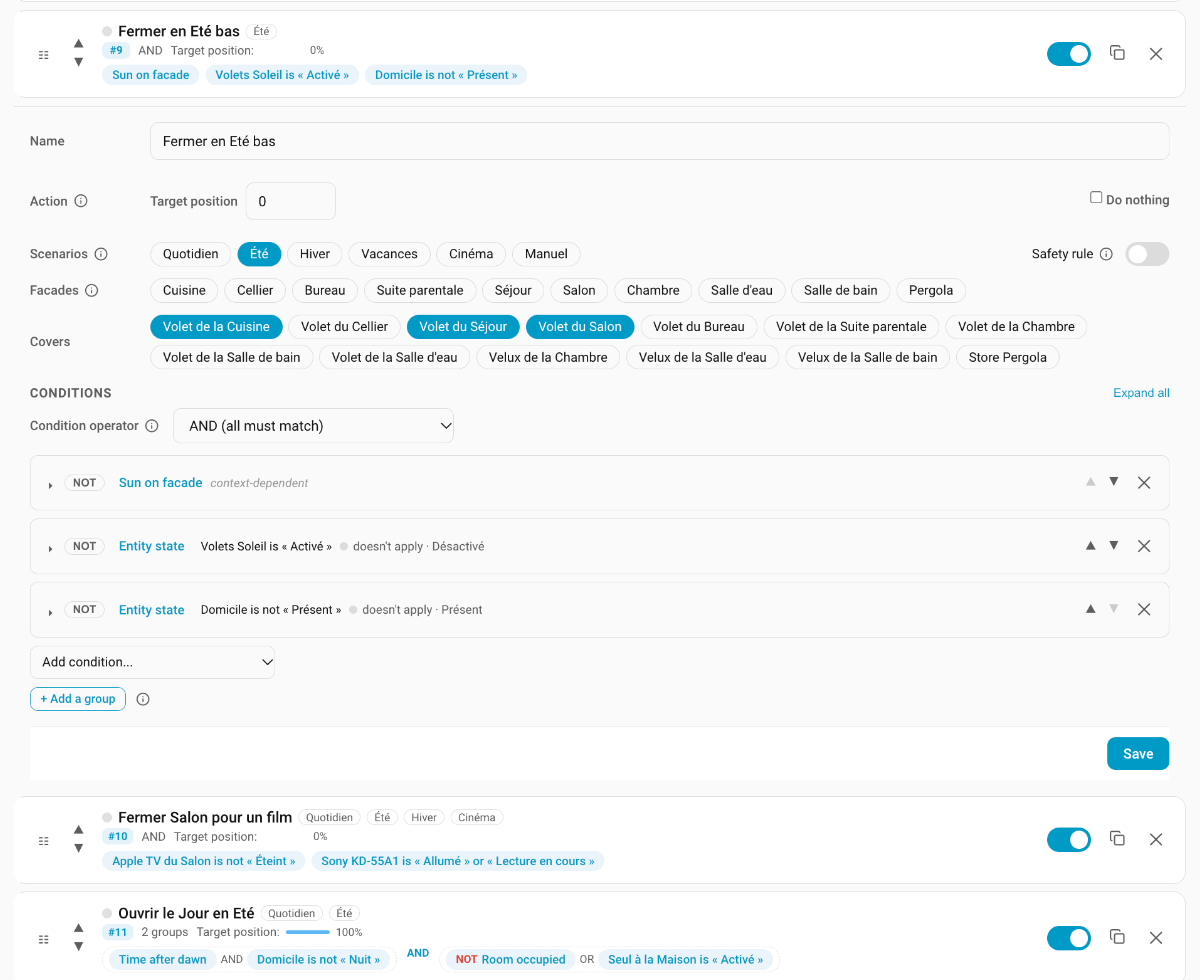 Fermer en Eté bas Été
#9 AND Target position: 0%
Sun on facade Volets Soleil is « Activé » Domicile is not « Présent »
Name Fermer en Eté bas
Action Target position 0 Do nothing
Scenarios Quotidien Été Hiver Vacances Cinéma Manuel Safety rule
Facades Cuisine Cellier Bureau Suite parentale Séjour Salon Chambre Salle d'eau Salle de bain Pergola
Covers
Volet de la Cuisine Volet du Cellier Volet du Séjour Volet du Salon Volet du Bureau Volet de la Suite parentale Volet de la Chambre
Volet de la Salle de bain Volet de la Salle d'eau Velux de la Chambre Velux de la Salle d'eau Velux de la Salle de bain Store Pergola
CONDITIONS Expand all
Condition operator AND (all must match)
NOT Sun on facade context-dependent
NOT Entity state Volets Soleil is « Activé » doesn't apply · Désactivé
NOT Entity state Domicile is not « Présent » doesn't apply · Présent
Add condition...
+ Add a group
Save
Fermer Salon pour un film Quotidien Été Hiver Cinéma
#10 AND Target position: 0%
Apple TV du Salon is not « Éteint » Sony KD-55A1 is « Allumé » or « Lecture en cours »
Ouvrir le Jour en Eté Quotidien Été
#11 2 groups Target position: 100%
Time after dawn AND Domicile is not « Nuit » AND NOT Room occupied OR Seul à la Maison is « Activé »